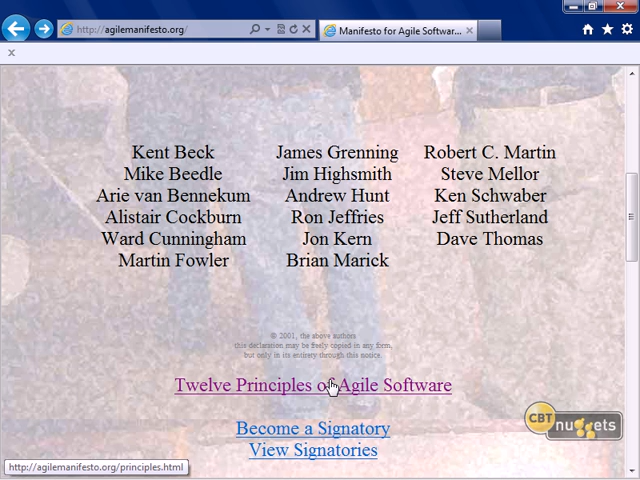 http://agilemanifesto.org/
Manifesto for Agile Softwar...
Kent Beck
Mike Beedle
Arie van Bennekum
Alistair Cockburn
Ward Cunningham
Martin Fowler
James Grenning
Jim Highsmith
Andrew Hunt
Ron Jeffries
Jon Kern
Brian Marick
Robert C. Martin
Steve Mellor
Ken Schwaber
Jeff Sutherland
Dave Thomas
© 2001, the above authors
this declaration may be freely copied in any form,
but only in its entirety through this notice.
Twelve Principles of Agile Software
Become a Signatory
View Signatories
CBT
nuggets
http://agilemanifesto.org/principles.html